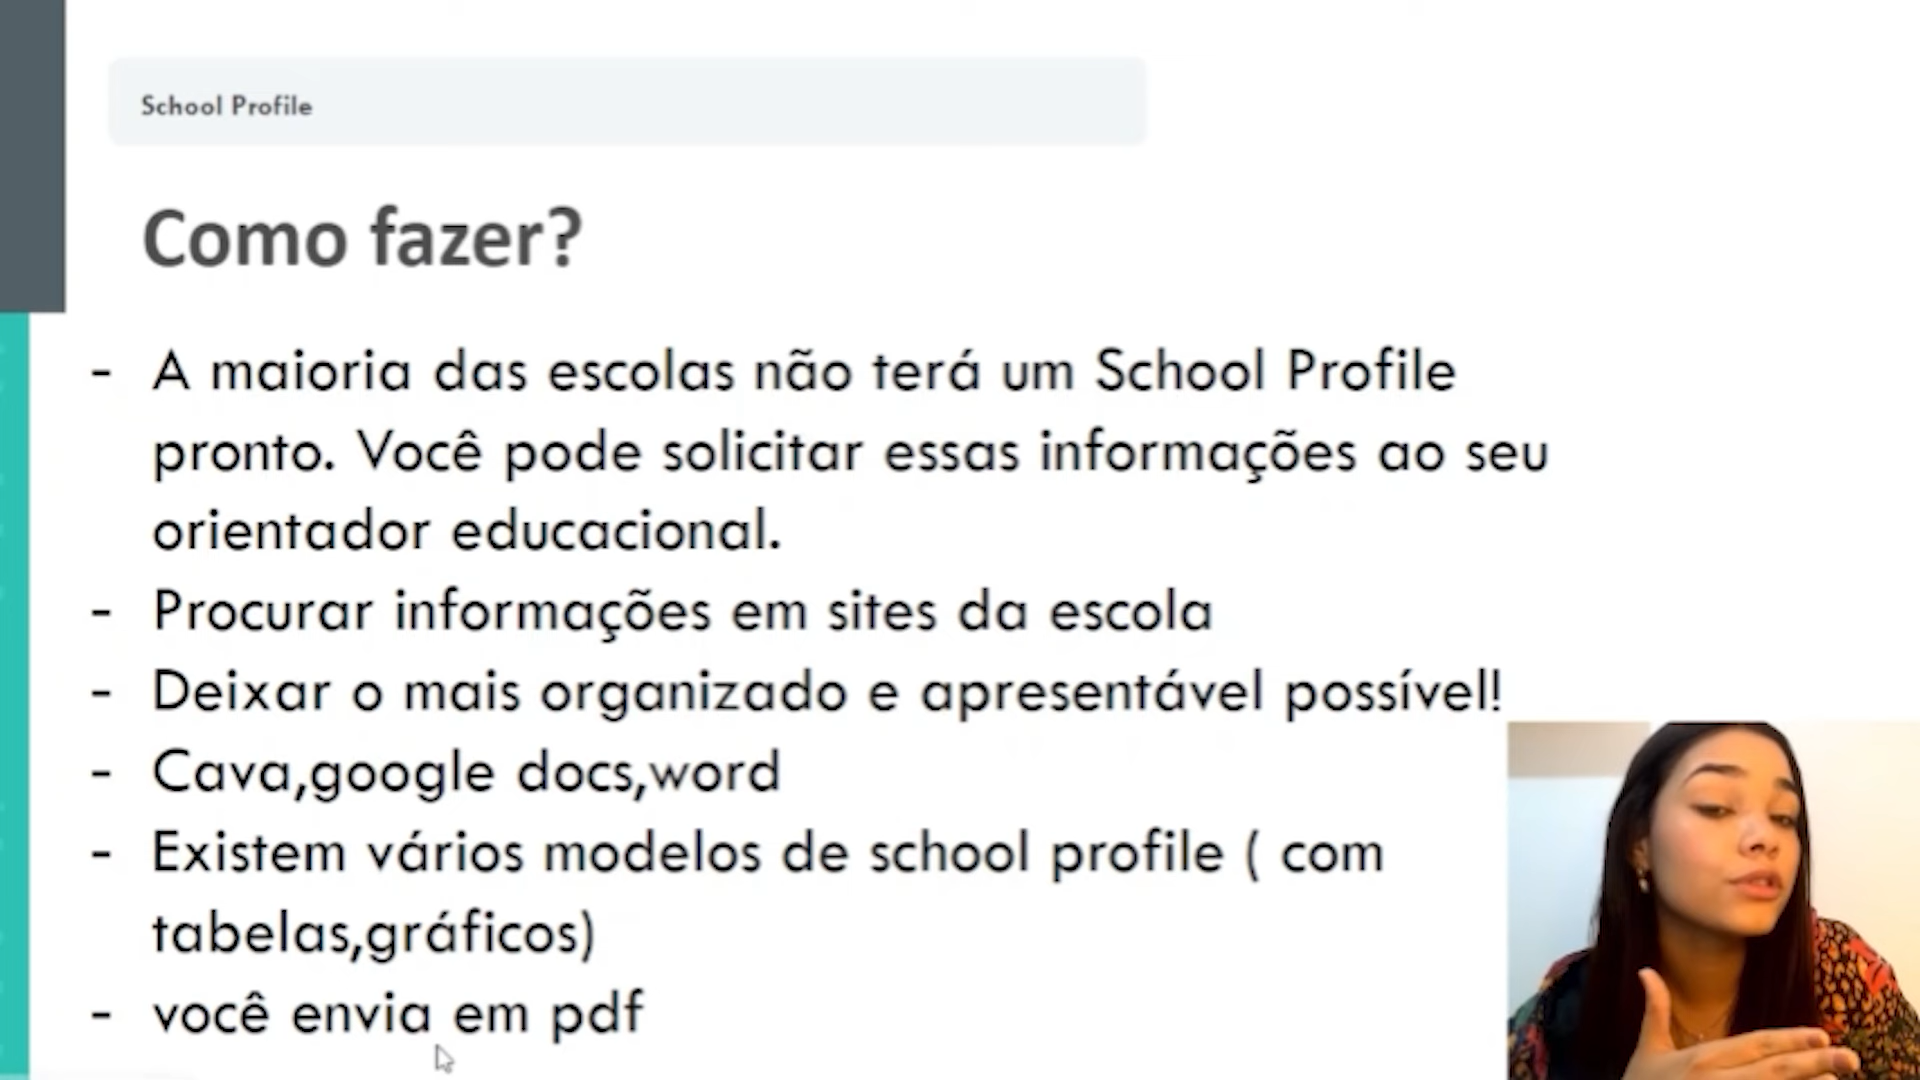 School Profile
Como fazer?
- A maioria das escolas não terá um School Profile
pronto. Você pode solicitar essas informações ao seu
orientador educacional.
- Procurar informações em sites da escola
- Deixar o mais organizado e apresentável possível!
- Cava,google docs,word
- Existem vários modelos de school profile ( com
tabelas,gráficos)
- você envia em pdf